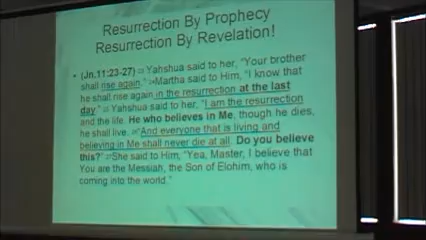 Resurrection By Prophecy
Resurrection By Revelation!
• (Jn.11:23-27) 23 Yahshua said to her, "Your brother
shall rise again." 24 Martha said to Him, "I know that
he shall rise again in the resurrection at the last
day." 25 Yahshua said to her, "I am the resurrection
and the life. He who believes in Me, though he dies,
he shall live. 26 "And everyone that is living and
believing in Me shall never die at all. Do you believe
this?" 27 She said to Him, "Yea, Master, I believe that
You are the Messiah, the Son of Elohim, who is
coming into the world."